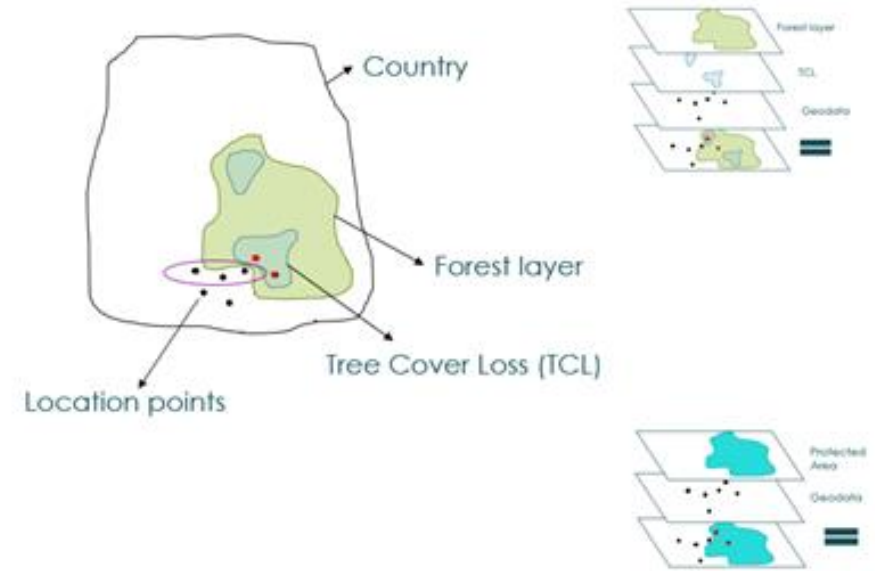 Country
Forest layer
Tree Cover Loss (TCL)
Location points
Forest layer
TCL
Geodata
Protected
Area
Geodata